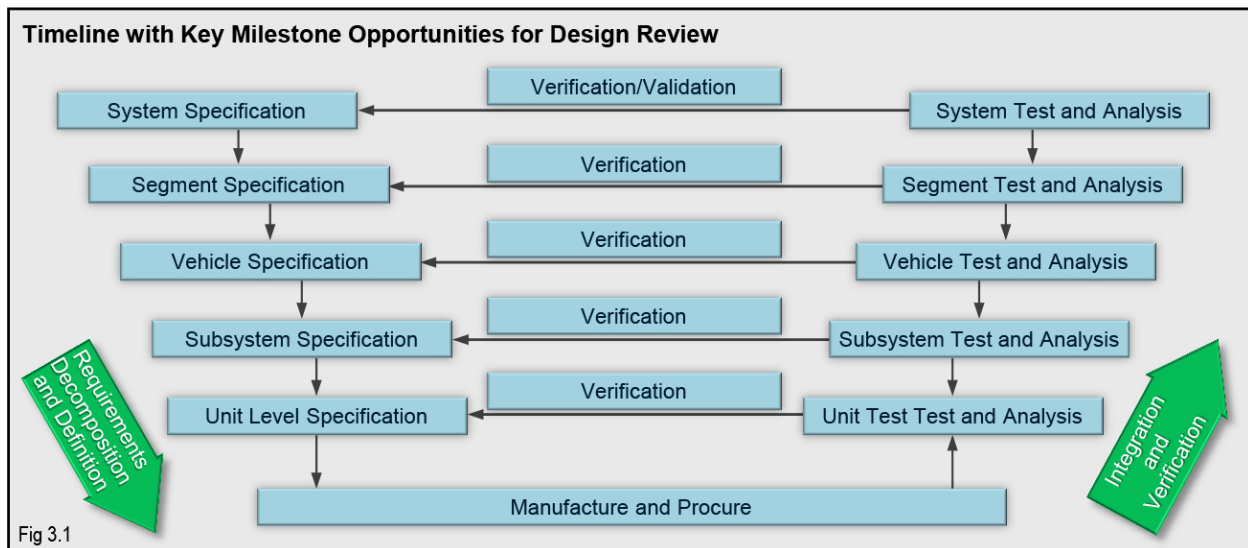 Timeline with Key Milestone Opportunities for Design Review
Verification/Validation
System Specification
System Test and Analysis
Verification
Segment Specification
Segment Test and Analysis
Verification
Vehicle Specification
Vehicle Test and Analysis
Verification
Subsystem Specification
Subsystem Test and Analysis
Verification
Unit Level Specification
Unit Test Test and Analysis
Manufacture and Procure
Requirements
Decomposition
and Definition
Integration
and
Verification
Fig 3.1